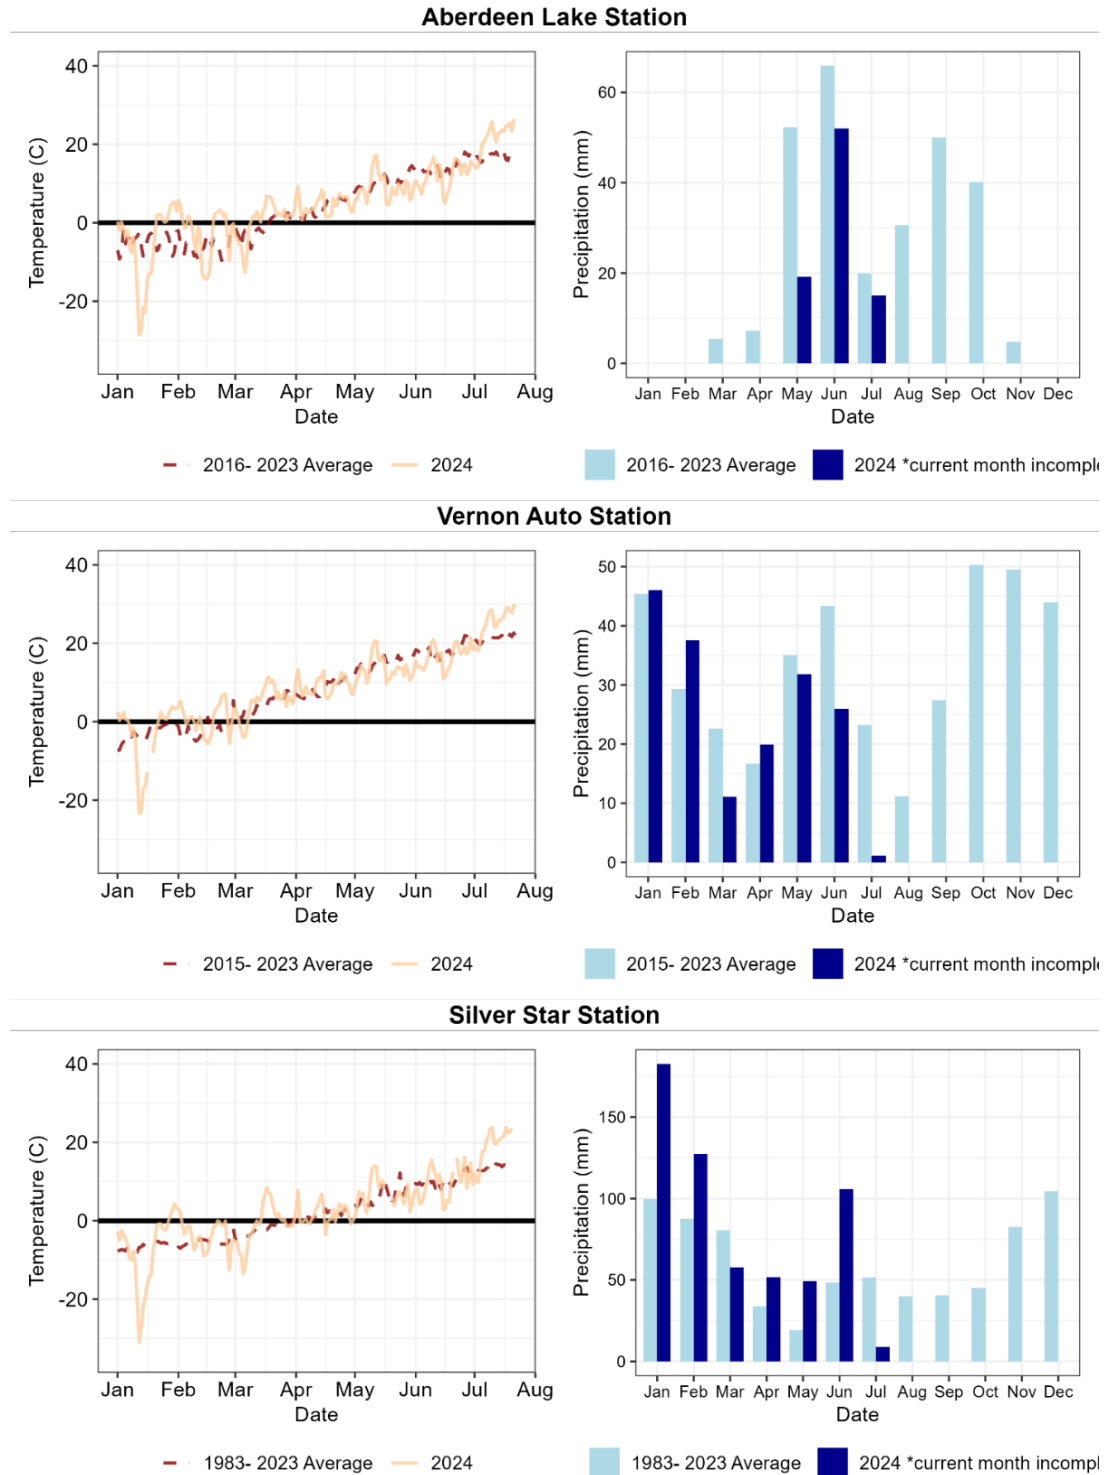 Aberdeen Lake Station
40
20
0
-20
Temperature (C)
Jan Feb Mar Apr May Jun Jul Aug
Date
2016- 2023 Average 2024
60
40
20
0
Precipitation (mm)
Jan Feb Mar Apr May Jun Jul Aug Sep Oct Nov Dec
Date
2016- 2023 Average 2024 *current month incomple
Vernon Auto Station
40
20
0
-20
Temperature (C)
Jan Feb Mar Apr May Jun Jul Aug
Date
2015- 2023 Average 2024
50
40
30
20
10
0
Precipitation (mm)
Jan Feb Mar Apr May Jun Jul Aug Sep Oct Nov Dec
Date
2015- 2023 Average 2024 *current month incomple
Silver Star Station
40
20
0
-20
Temperature (C)
Jan Feb Mar Apr May Jun Jul Aug
Date
1983- 2023 Average 2024
150
100
50
0
Precipitation (mm)
Jan Feb Mar Apr May Jun Jul Aug Sep Oct Nov Dec
Date
1983- 2023 Average 2024 *current month incomple